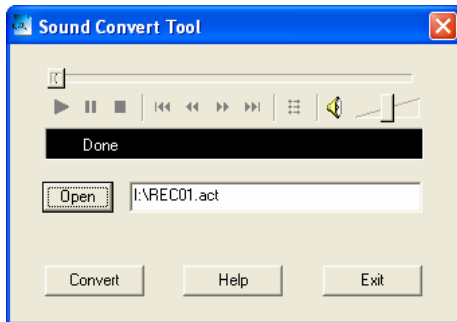 Sound Convert Tool
Done
Open I:\REC01.act
Convert Help Exit